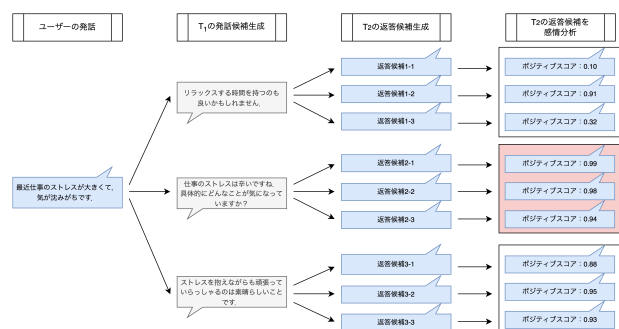 ユーザーの発話
T₁の発話候補生成
T₂の返答候補生成
T₂の返答候補を
感情分析
最近仕事のストレスが大きくて,
気が沈みがちです.
リラックスする時間を持つのも
良いかもしれません.
返答候補1-1
返答候補1-2
返答候補1-3
ポジティブスコア：0.10
ポジティブスコア：0.91
ポジティブスコア：0.32
仕事のストレスは辛いですね.
具体的にどんなことが気になって
いますか？
返答候補2-1
返答候補2-2
返答候補2-3
ポジティブスコア：0.99
ポジティブスコア：0.98
ポジティブスコア：0.94
ストレスを抱えながらも頑張って
いらっしゃるのは素晴らしいこと
です.
返答候補3-1
返答候補3-2
返答候補3-3
ポジティブスコア：0.88
ポジティブスコア：0.95
ポジティブスコア：0.93